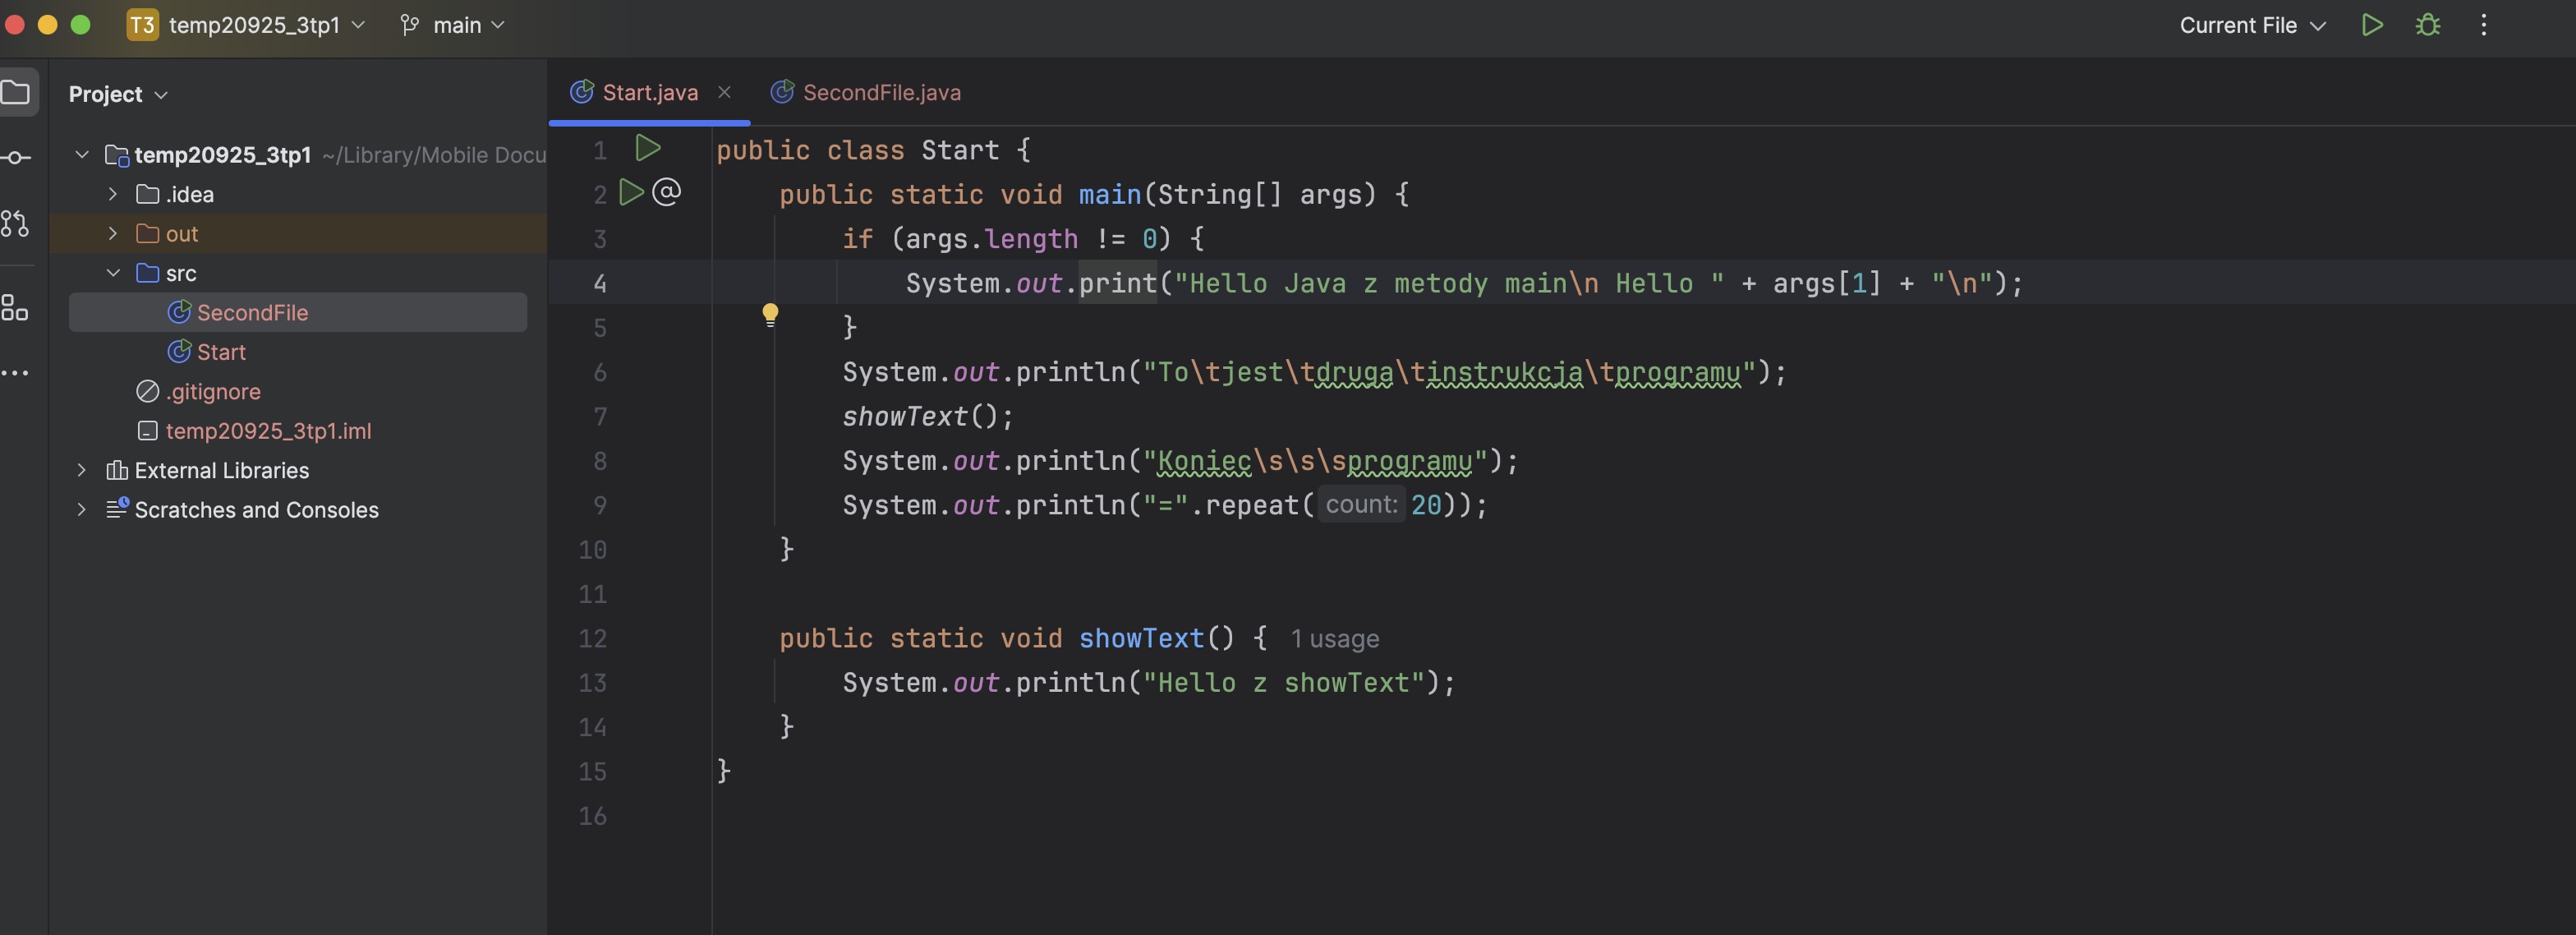 T3 temp20925_3tp1 main Current File
Project
temp20925_3tp1 ~/Library/Mobile Docu
.idea
out
src
SecondFile
Start
.gitignore
temp20925_3tp1.iml
External Libraries
Scratches and Consoles
Start.java SecondFile.java
1 public class Start {
2 @ public static void main(String[] args) {
3 if (args.length != 0) {
4 System.out.print("Hello Java z metody main\n Hello " + args[1] + "\n");
5 }
6 System.out.println("To\tjest\tdruga\tinstrukcja\tprogramu");
7 showText();
8 System.out.println("Koniec\s\s\sprogramu");
9 System.out.println("=".repeat( count: 20));
10 }
11
12 public static void showText() { 1 usage
13 System.out.println("Hello z showText");
14 }
15 }
16